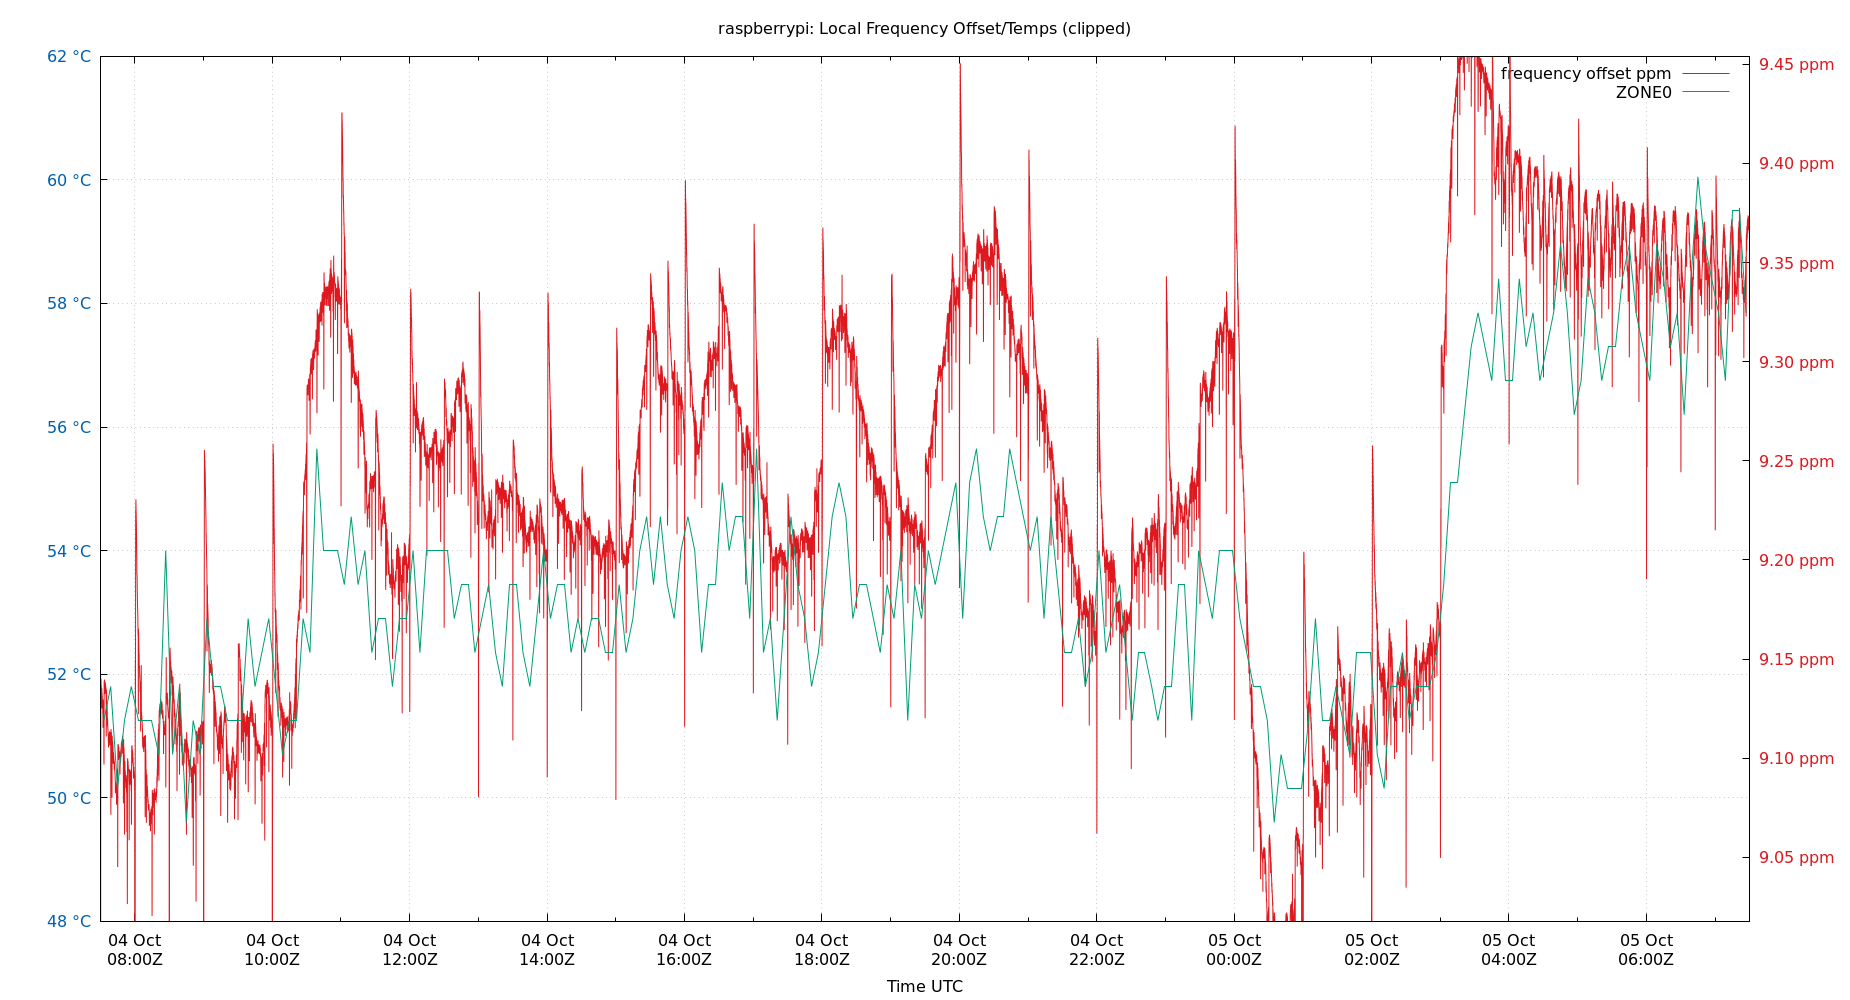 raspberrypi: Local Frequency Offset/Temps (clipped)
62 °C
60 °C
58 °C
56 °C
54 °C
52 °C
50 °C
48 °C
9.45 ppm
9.40 ppm
9.35 ppm
9.30 ppm
9.25 ppm
9.20 ppm
9.15 ppm
9.10 ppm
9.05 ppm
frequency offset ppm
ZONE0
04 Oct
08:00Z
04 Oct
10:00Z
04 Oct
12:00Z
04 Oct
14:00Z
04 Oct
16:00Z
04 Oct
18:00Z
04 Oct
20:00Z
04 Oct
22:00Z
05 Oct
00:00Z
05 Oct
02:00Z
05 Oct
04:00Z
05 Oct
06:00Z
Time UTC